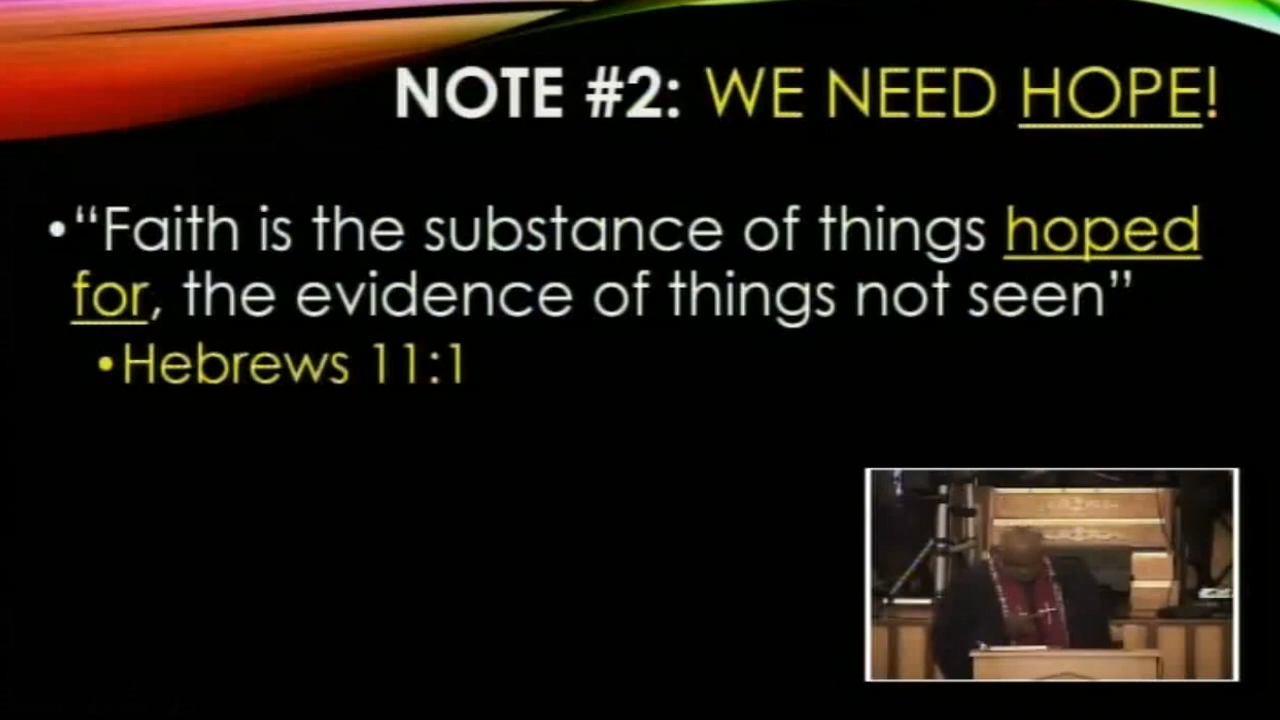 NOTE #2: WE NEED HOPE!
•“Faith is the substance of things hoped
for, the evidence of things not seen”
•Hebrews 11:1